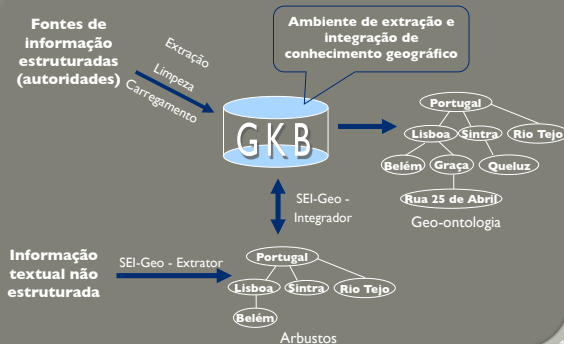 Fontes de
informação
estruturadas
(autoridades)
Extração
Limpeza
Carregamento
Ambiente de extração e
integração de
conhecimento geográfico
GKB
Portugal
Lisboa
Sintra
Rio Tejo
Belém
Graça
Queluz
Rua 25 de Abril
Geo-ontologia
SEI-Geo -
Integrador
Informação
textual não
estruturada
SEI-Geo - Extrator
Portugal
Lisboa
Sintra
Rio Tejo
Belém
Arbustos